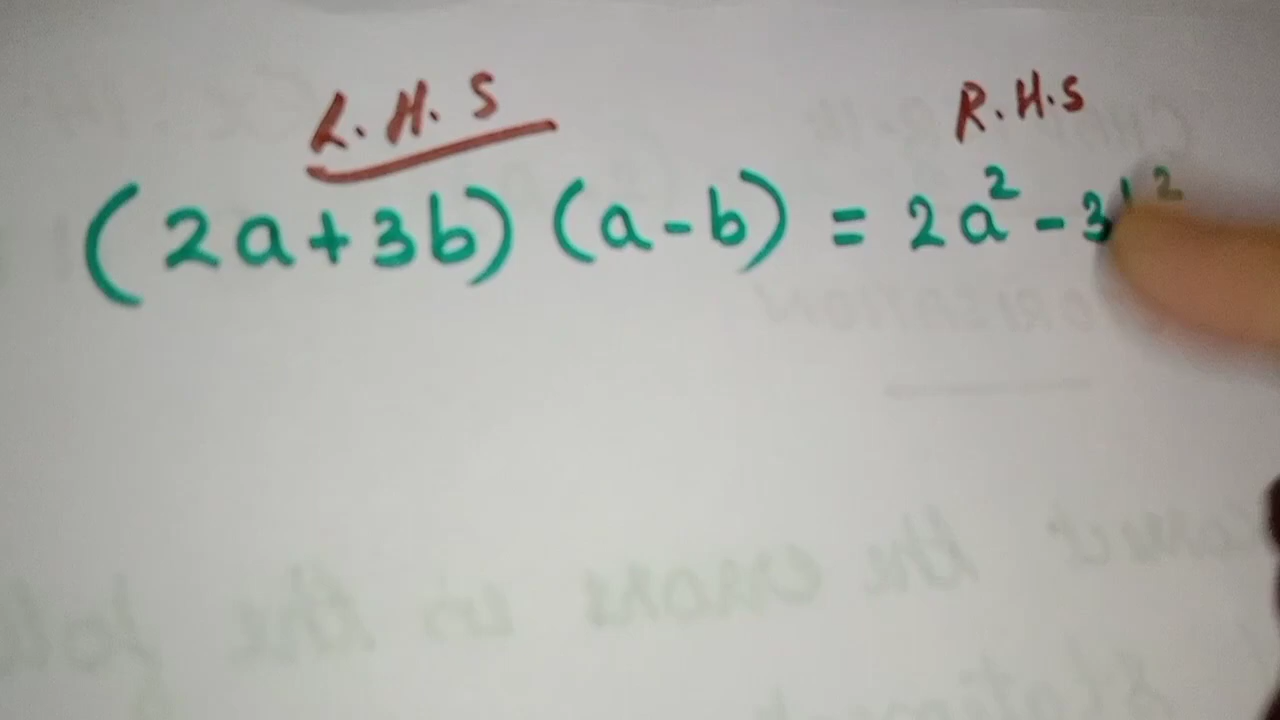 L.H.S R.H.S
(2a+3b) (a-b) = 2a² - 3